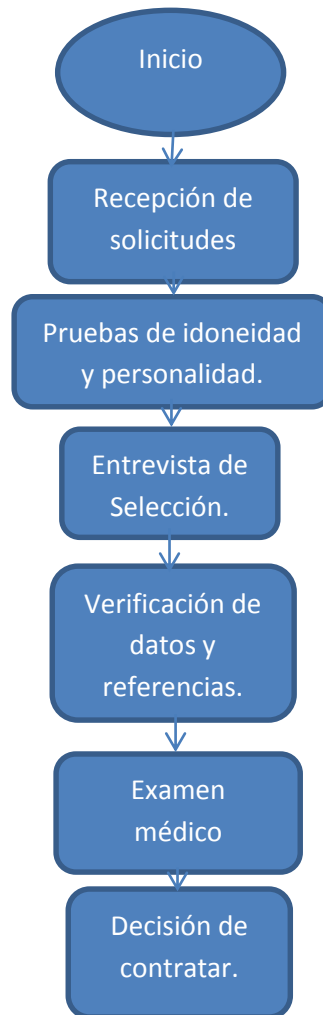 Inicio
Recepción de
solicitudes
Pruebas de idoneidad
y personalidad.
Entrevista de
Selección.
Verificación de
datos y
referencias.
Examen
médico
Decisión de
contratar.